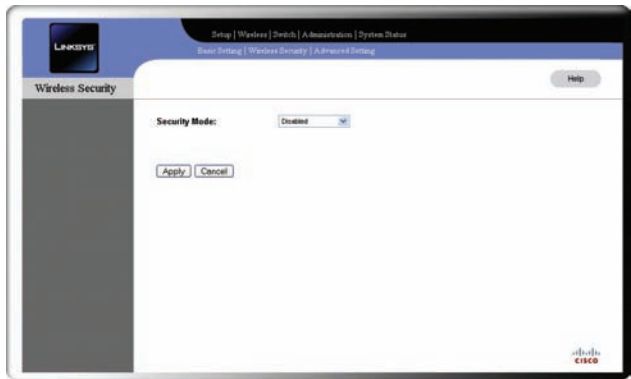 LINKSYS®
Setup | Wireless | Switch | Administration | System Status
Basic Setting | Wireless Security | Advanced Setting
Help
Wireless Security
Security Mode:
Disabled
Apply Cancel
CISCO